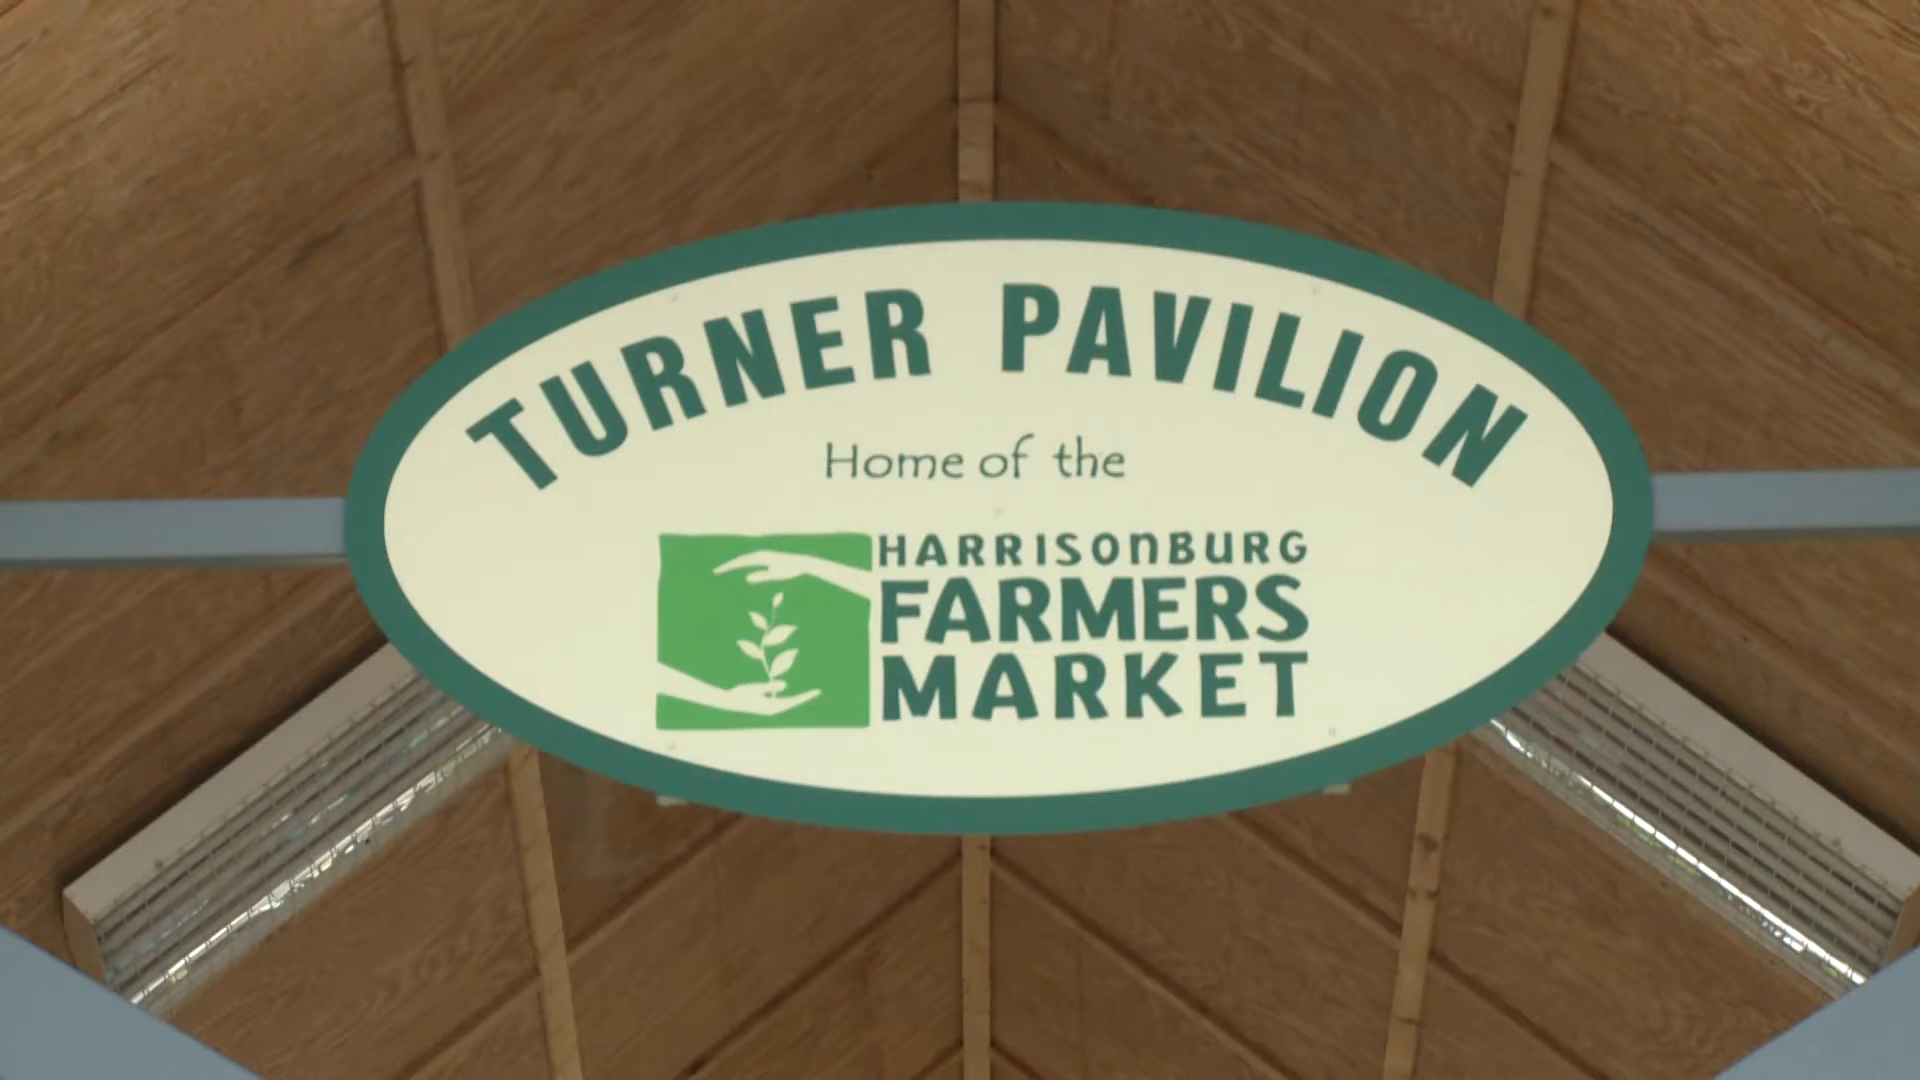 TURNER PAVILION
Home of the
HARRISONBURG
FARMERS
MARKET